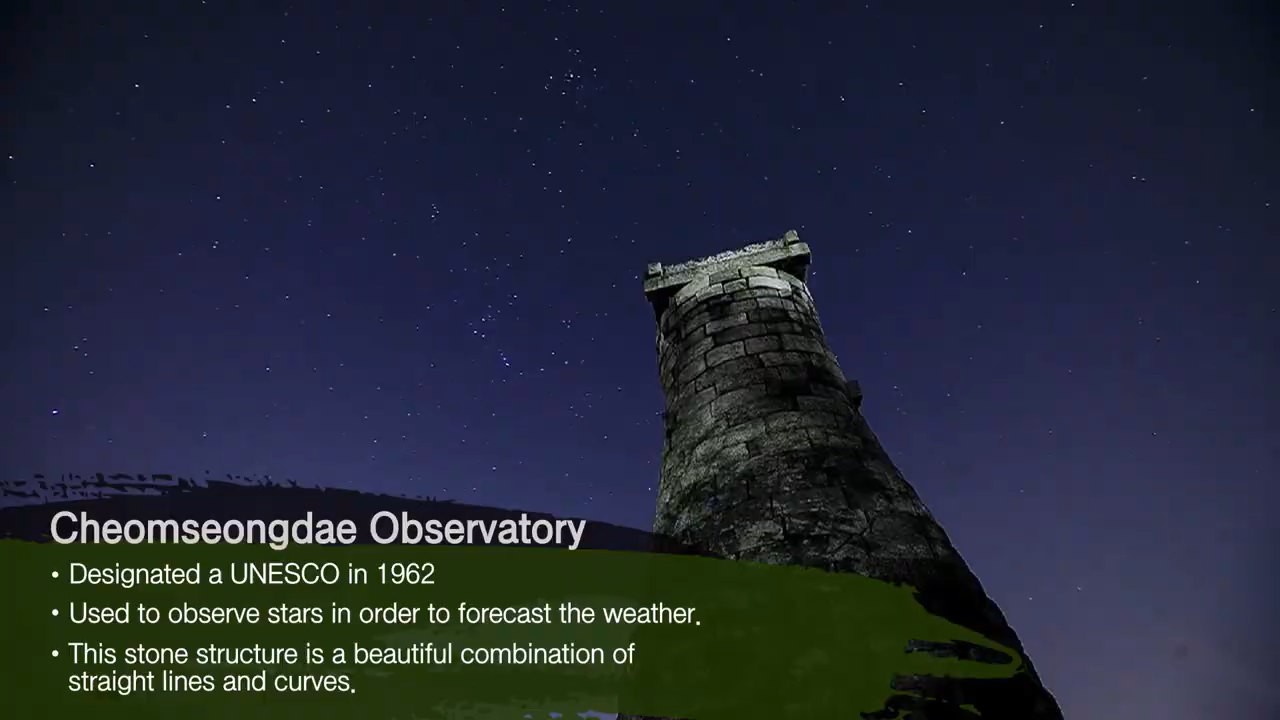 Cheomseongdae Observatory
• Designated a UNESCO in 1962
• Used to observe stars in order to forecast the weather.
• This stone structure is a beautiful combination of
straight lines and curves.